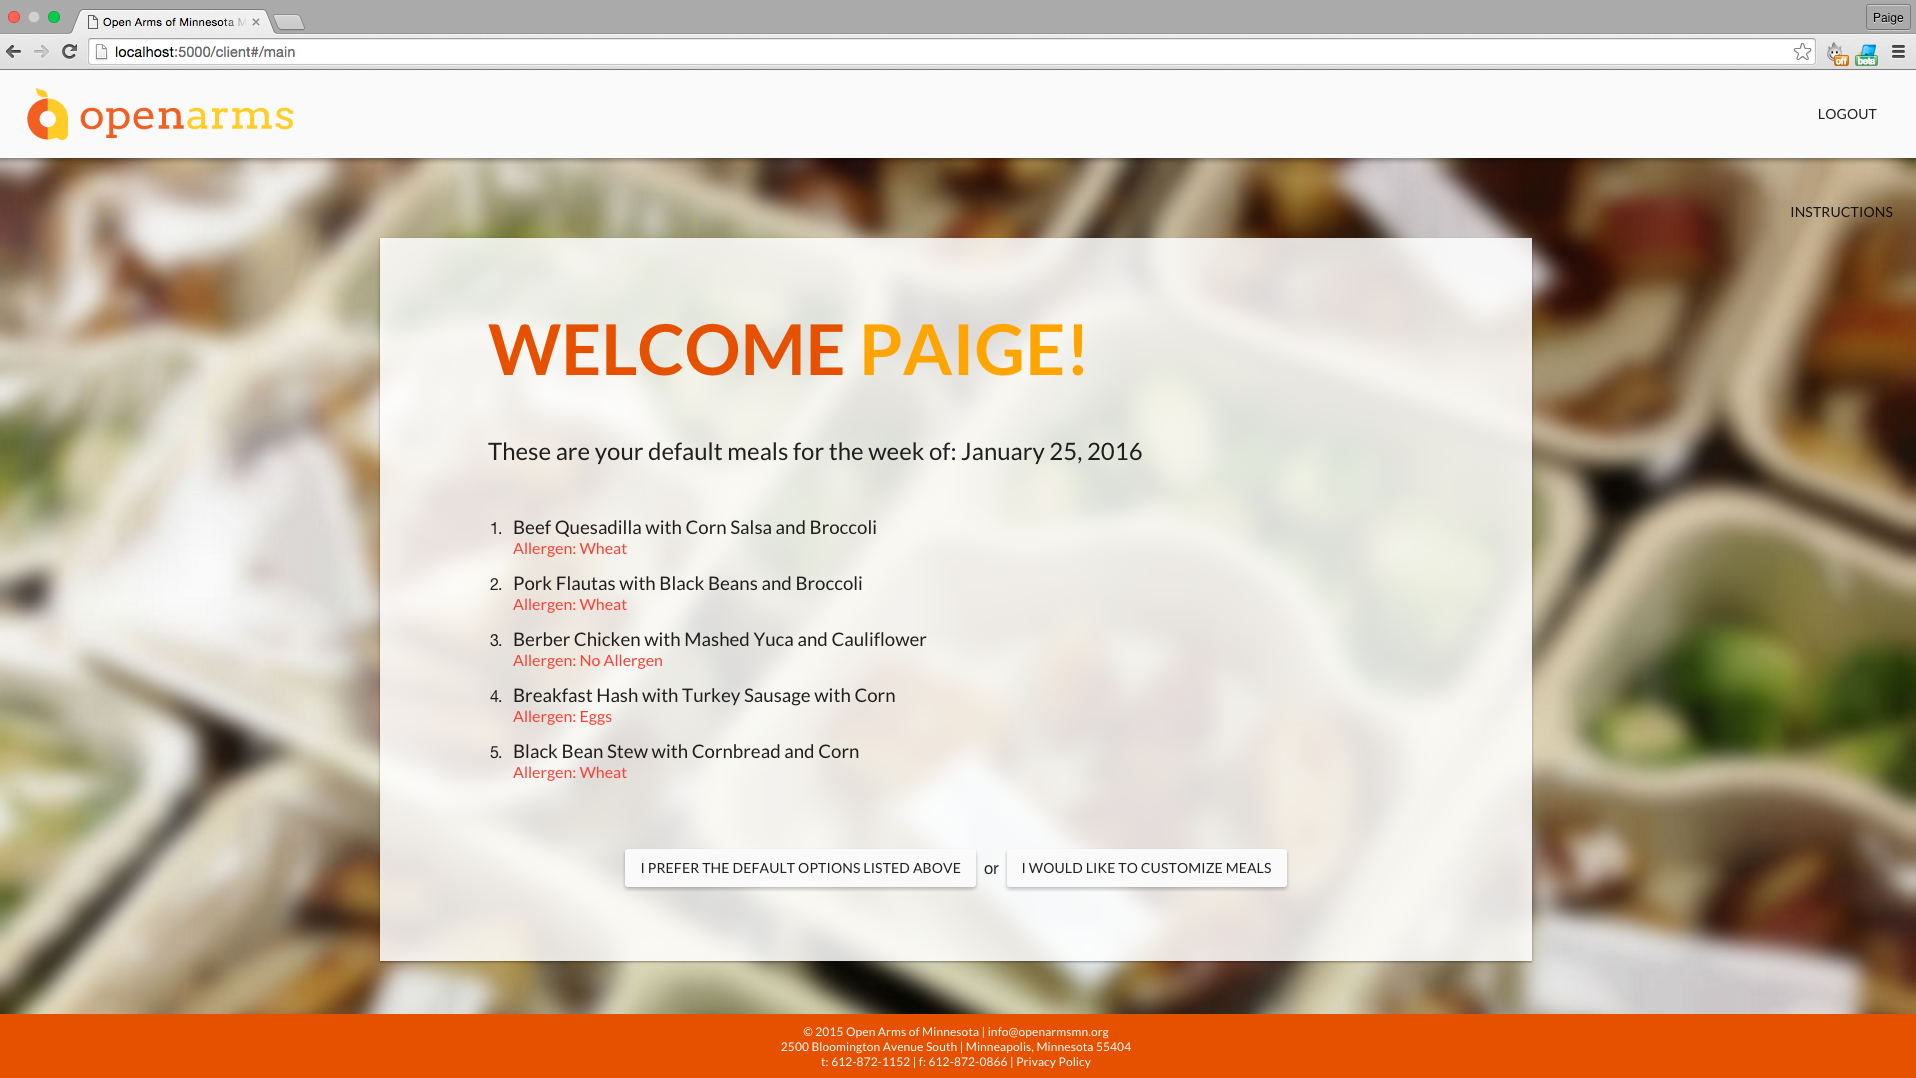 Open Arms of Minnesota M
Paige
localhost:5000/client#/main
off
beta
openarms
LOGOUT
INSTRUCTIONS
WELCOME PAIGE!
These are your default meals for the week of: January 25, 2016
1. Beef Quesadilla with Corn Salsa and Broccoli
Allergen: Wheat
2. Pork Flautas with Black Beans and Broccoli
Allergen: Wheat
3. Berber Chicken with Mashed Yuca and Cauliflower
Allergen: No Allergen
4. Breakfast Hash with Turkey Sausage with Corn
Allergen: Eggs
5. Black Bean Stew with Cornbread and Corn
Allergen: Wheat
I PREFER THE DEFAULT OPTIONS LISTED ABOVE or I WOULD LIKE TO CUSTOMIZE MEALS
© 2015 Open Arms of Minnesota | info@openarmsmn.org
2500 Bloomington Avenue South | Minneapolis, Minnesota 55404
t: 612-872-1152 | f: 612-872-0866 | Privacy Policy